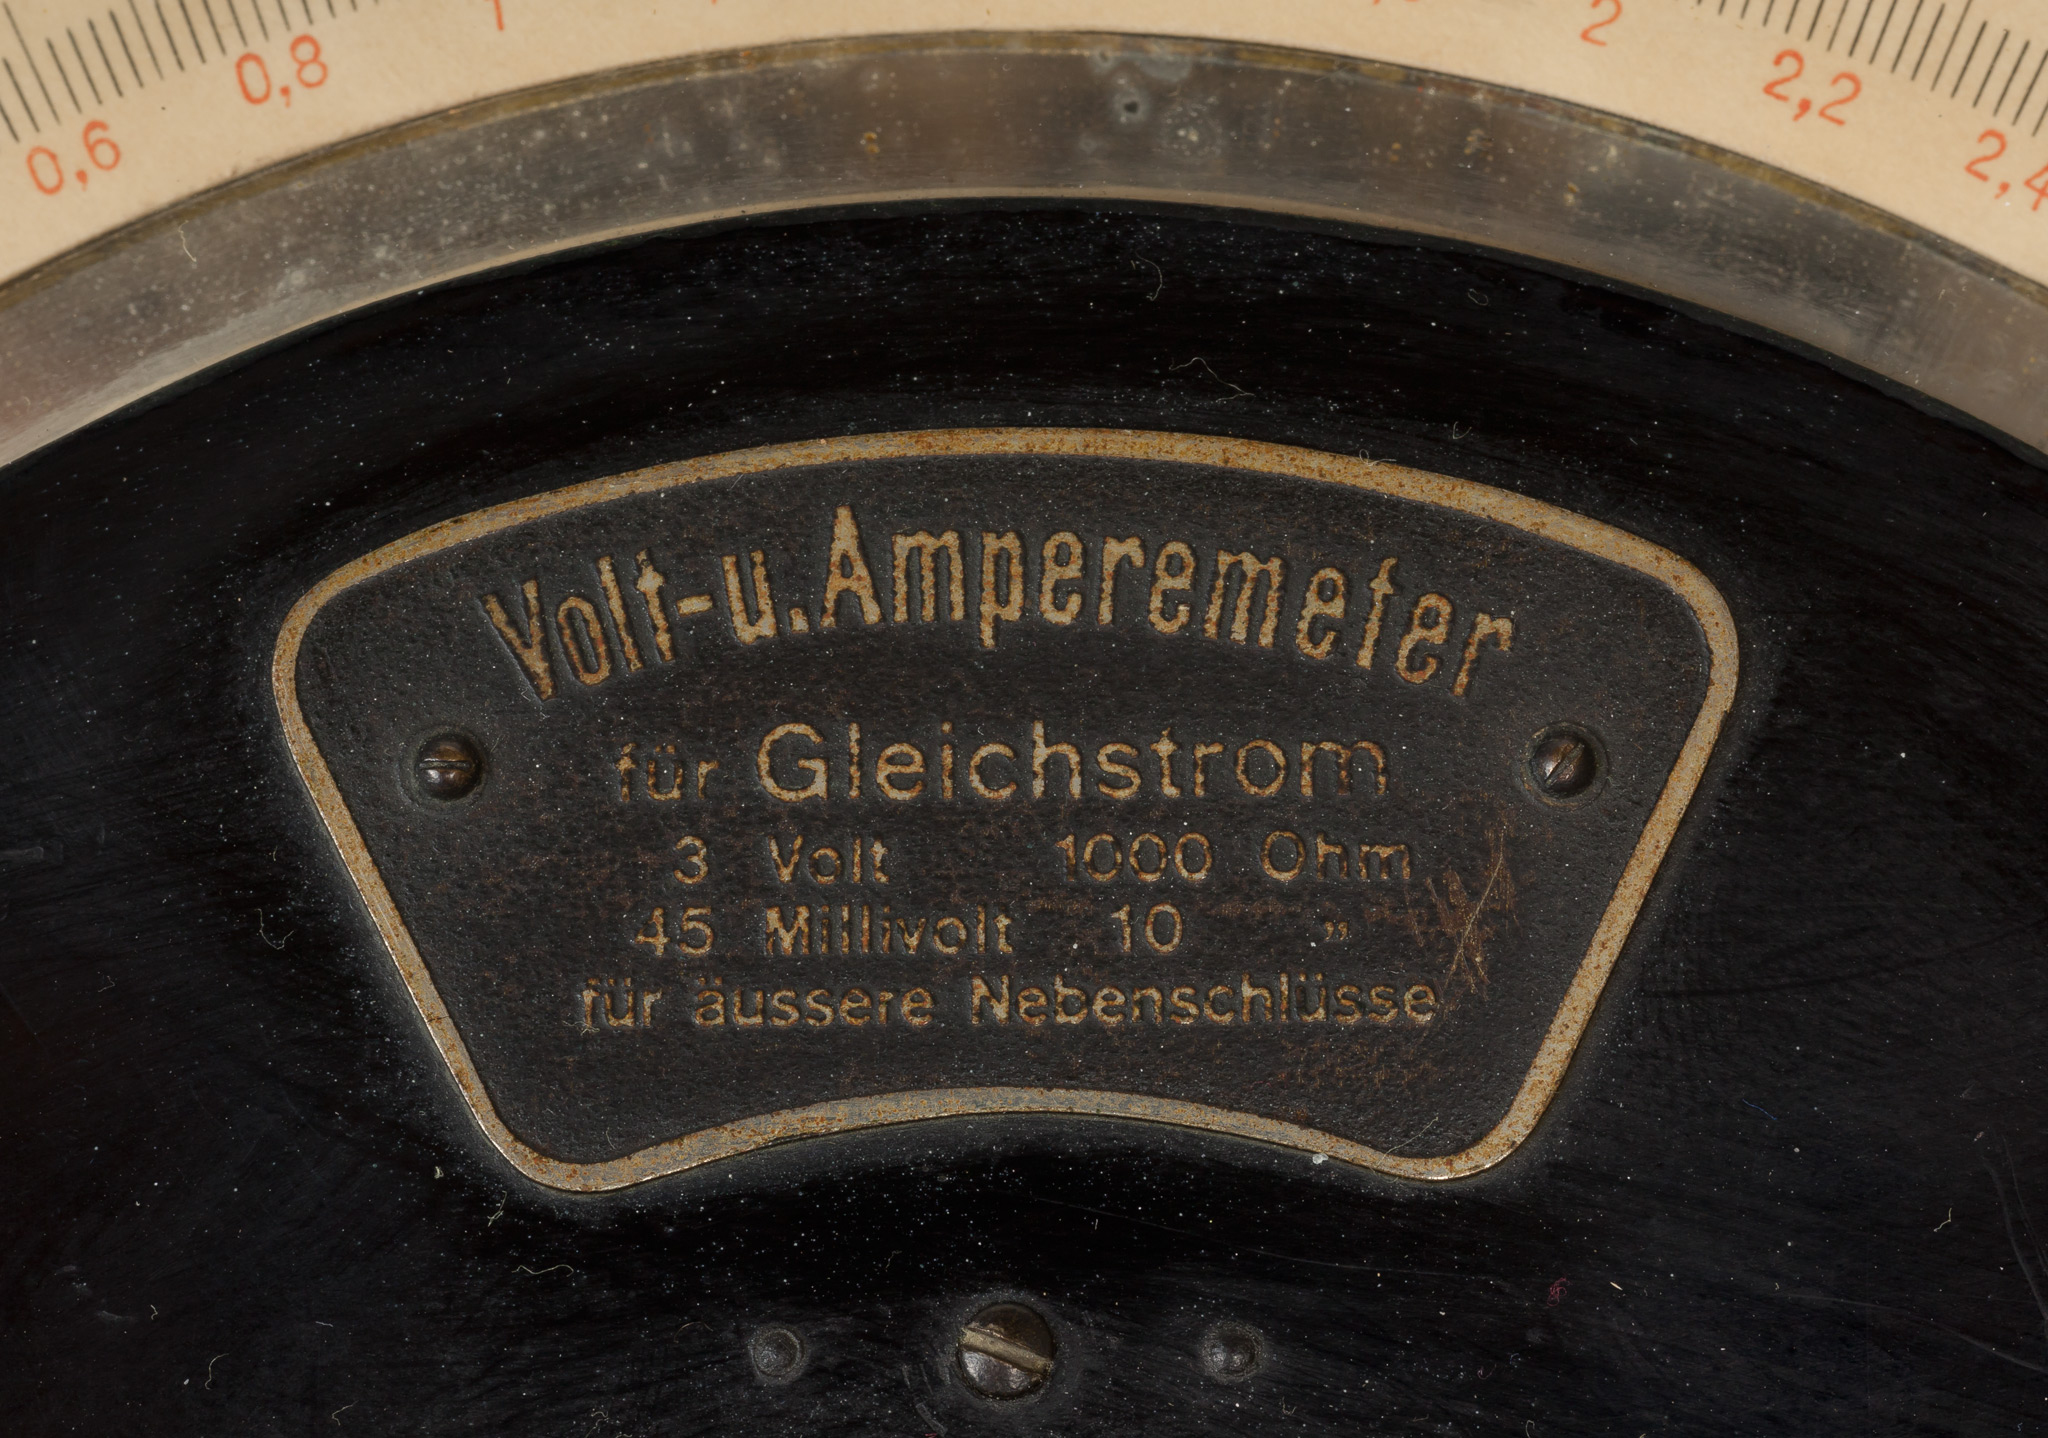 0,6 0,8 1 2 2,2 2,4
Volt-u.Amperemeter
für Gleichstrom
3 Volt 1000 Ohm
45 Millivolt 10 "
für äussere Nebenschlüsse